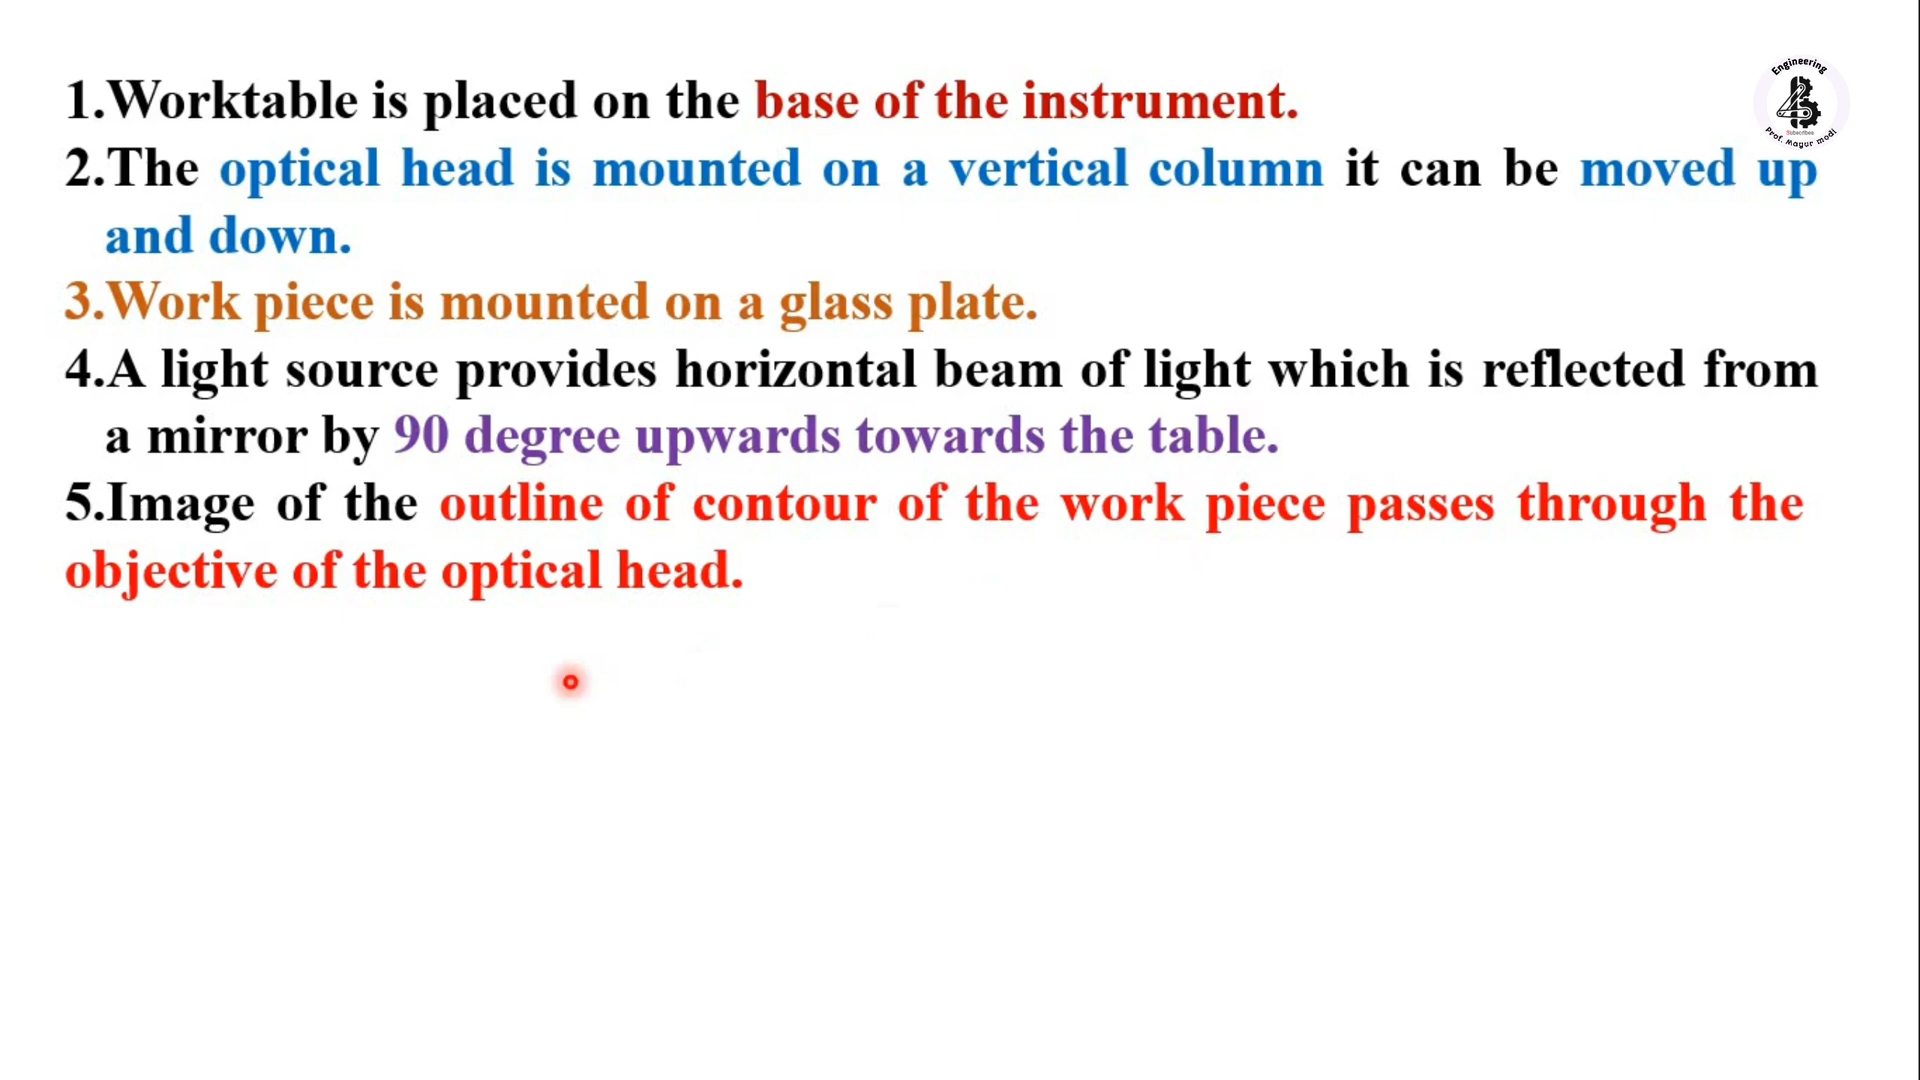 1.Worktable is placed on the base of the instrument.
2.The optical head is mounted on a vertical column it can be moved up
and down.
3.Work piece is mounted on a glass plate.
4.A light source provides horizontal beam of light which is reflected from
a mirror by 90 degree upwards towards the table.
5.Image of the outline of contour of the work piece passes through the
objective of the optical head.
Engineering
Subscribes
Prof. Mayur modi